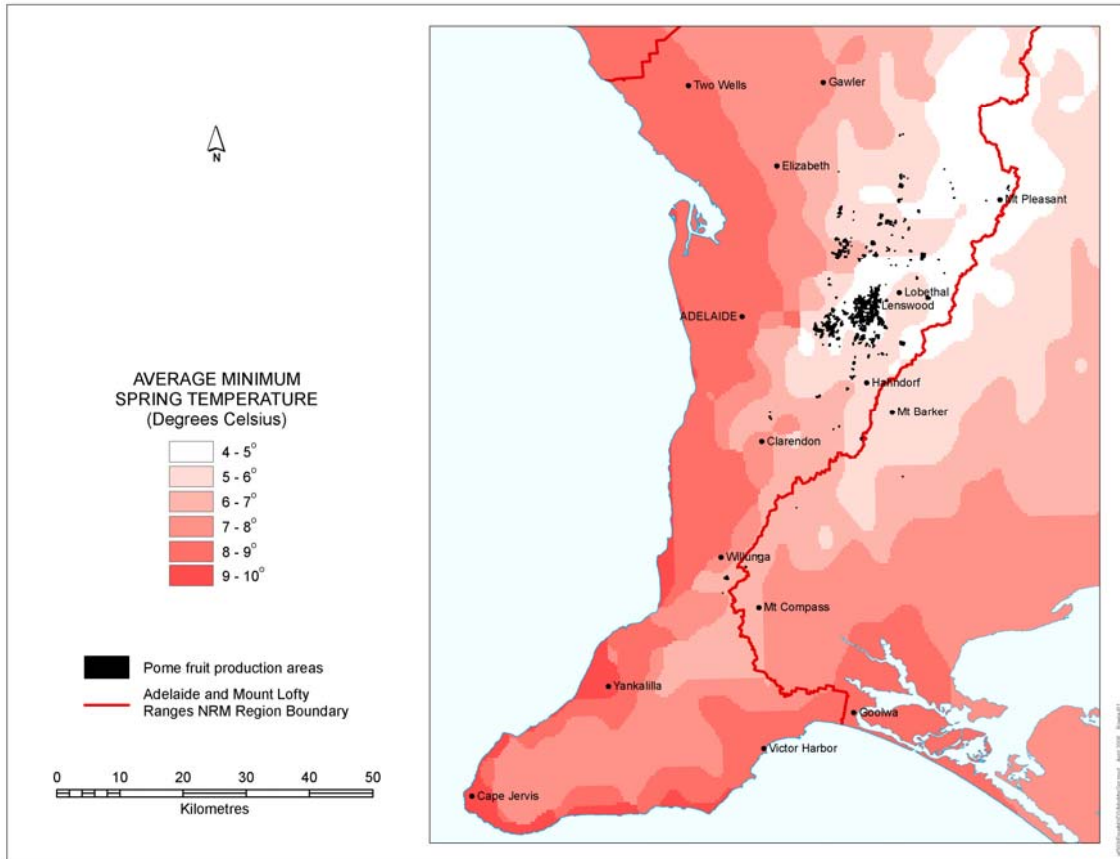 N
AVERAGE MINIMUM
SPRING TEMPERATURE
(Degrees Celsius)
4 - 5°
5 - 6°
6 - 7°
7 - 8°
8 - 9°
9 - 10°
Pome fruit production areas
Adelaide and Mount Lofty
Ranges NRM Region Boundary
0 10 20 30 40 50
Kilometres
Two Wells
Gawler
Elizabeth
Mt Pleasant
Lobethal
Lenswood
ADELAIDE
Hahndorf
Mt Barker
Clarendon
Willunga
Mt Compass
Yankalilla
Goolwa
Victor Harbor
Cape Jervis